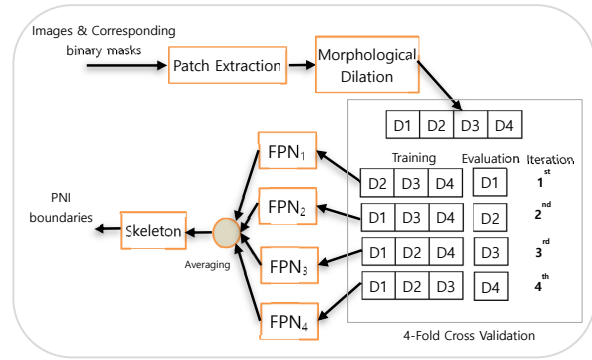 Images & Corresponding
binary masks
Patch Extraction
Morphological
Dilation
D1 D2 D3 D4
Training Evaluation Iteration
FPN1
D2 D3 D4 D1 1st
FPN2
D1 D3 D4 D2 2nd
PNI
boundaries
Skeleton
Averaging
FPN3
D1 D2 D4 D3 3rd
FPN4
D1 D2 D3 D4 4th
4-Fold Cross Validation